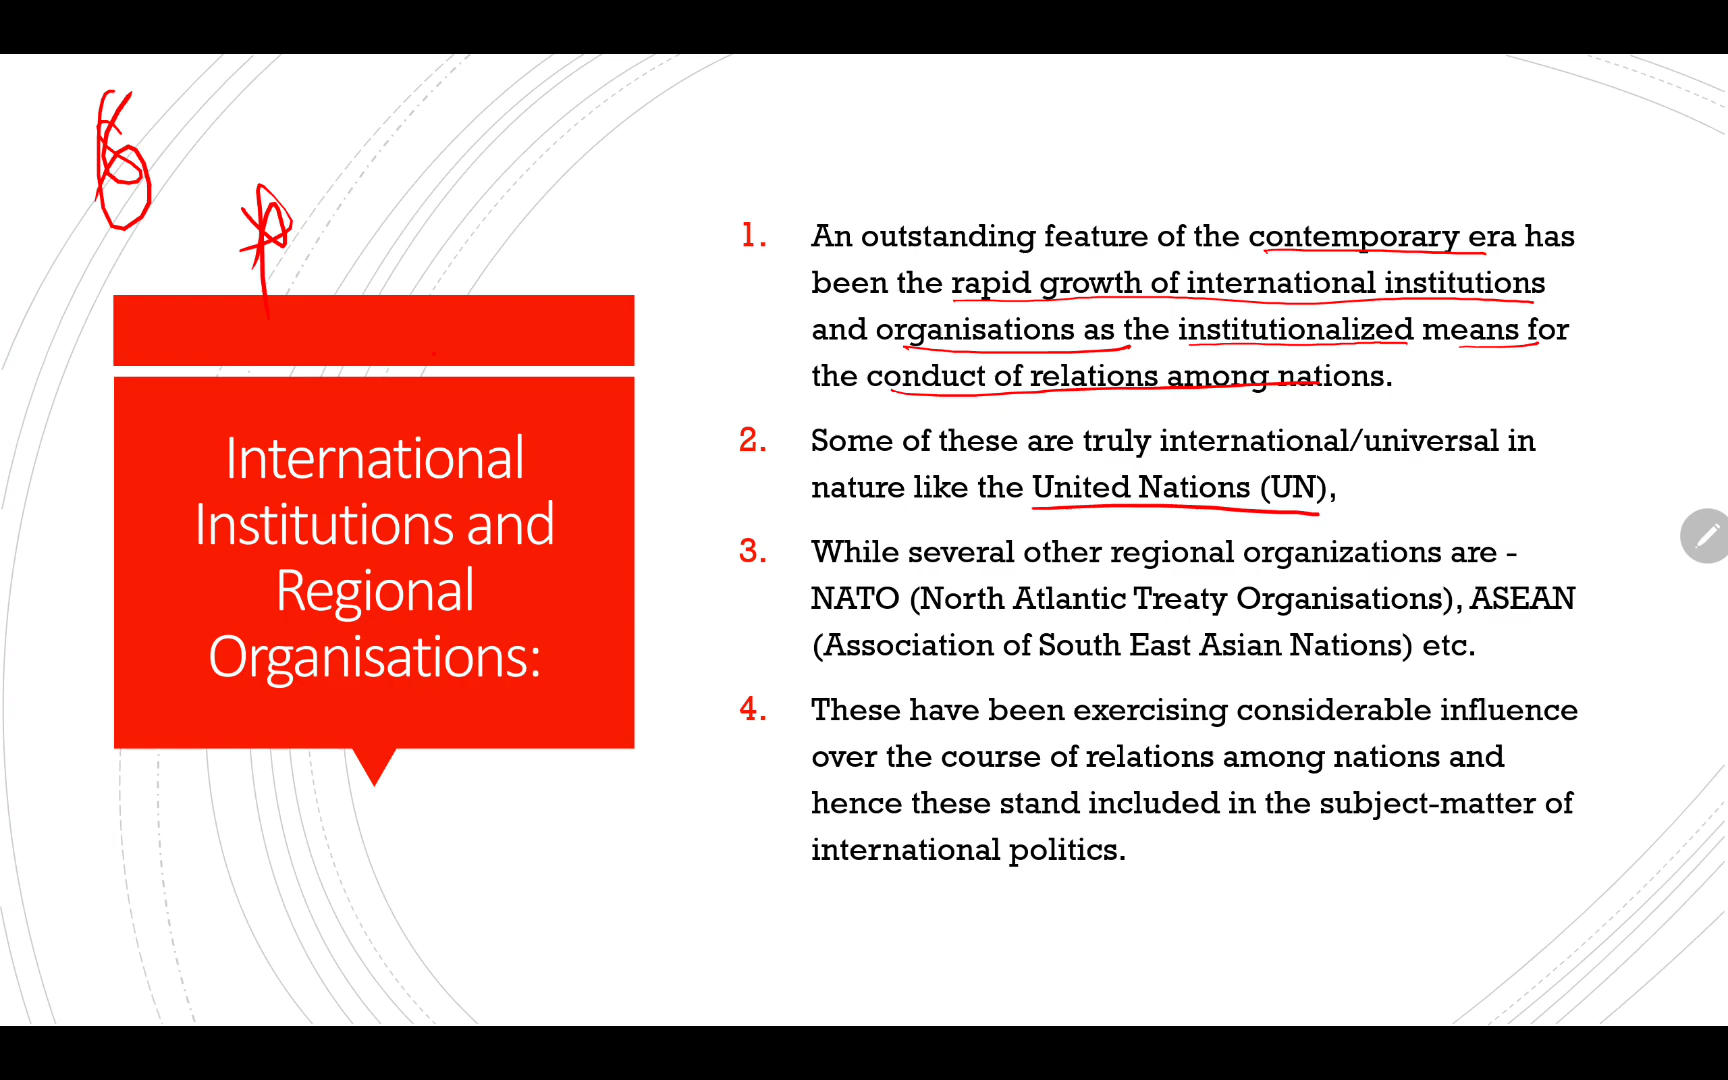 International
Institutions and
Regional
Organisations:
1. An outstanding feature of the contemporary era has
been the rapid growth of international institutions
and organisations as the institutionalized means for
the conduct of relations among nations.
2. Some of these are truly international/universal in
nature like the United Nations (UN),
3. While several other regional organizations are -
NATO (North Atlantic Treaty Organisations), ASEAN
(Association of South East Asian Nations) etc.
4. These have been exercising considerable influence
over the course of relations among nations and
hence these stand included in the subject-matter of
international politics.